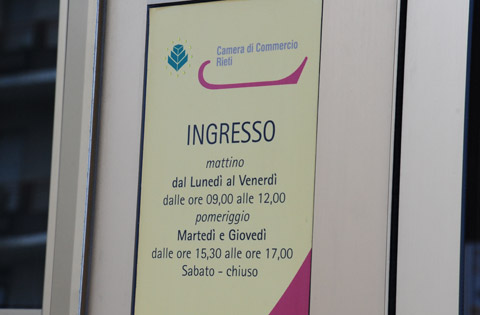 Camera di Commercio
Rieti
INGRESSO
mattino
dal Lunedì al Venerdì
dalle ore 09,00 alle 12,00
pomeriggio
Martedì e Giovedì
dalle ore 15,30 alle ore 17,00
Sabato - chiuso